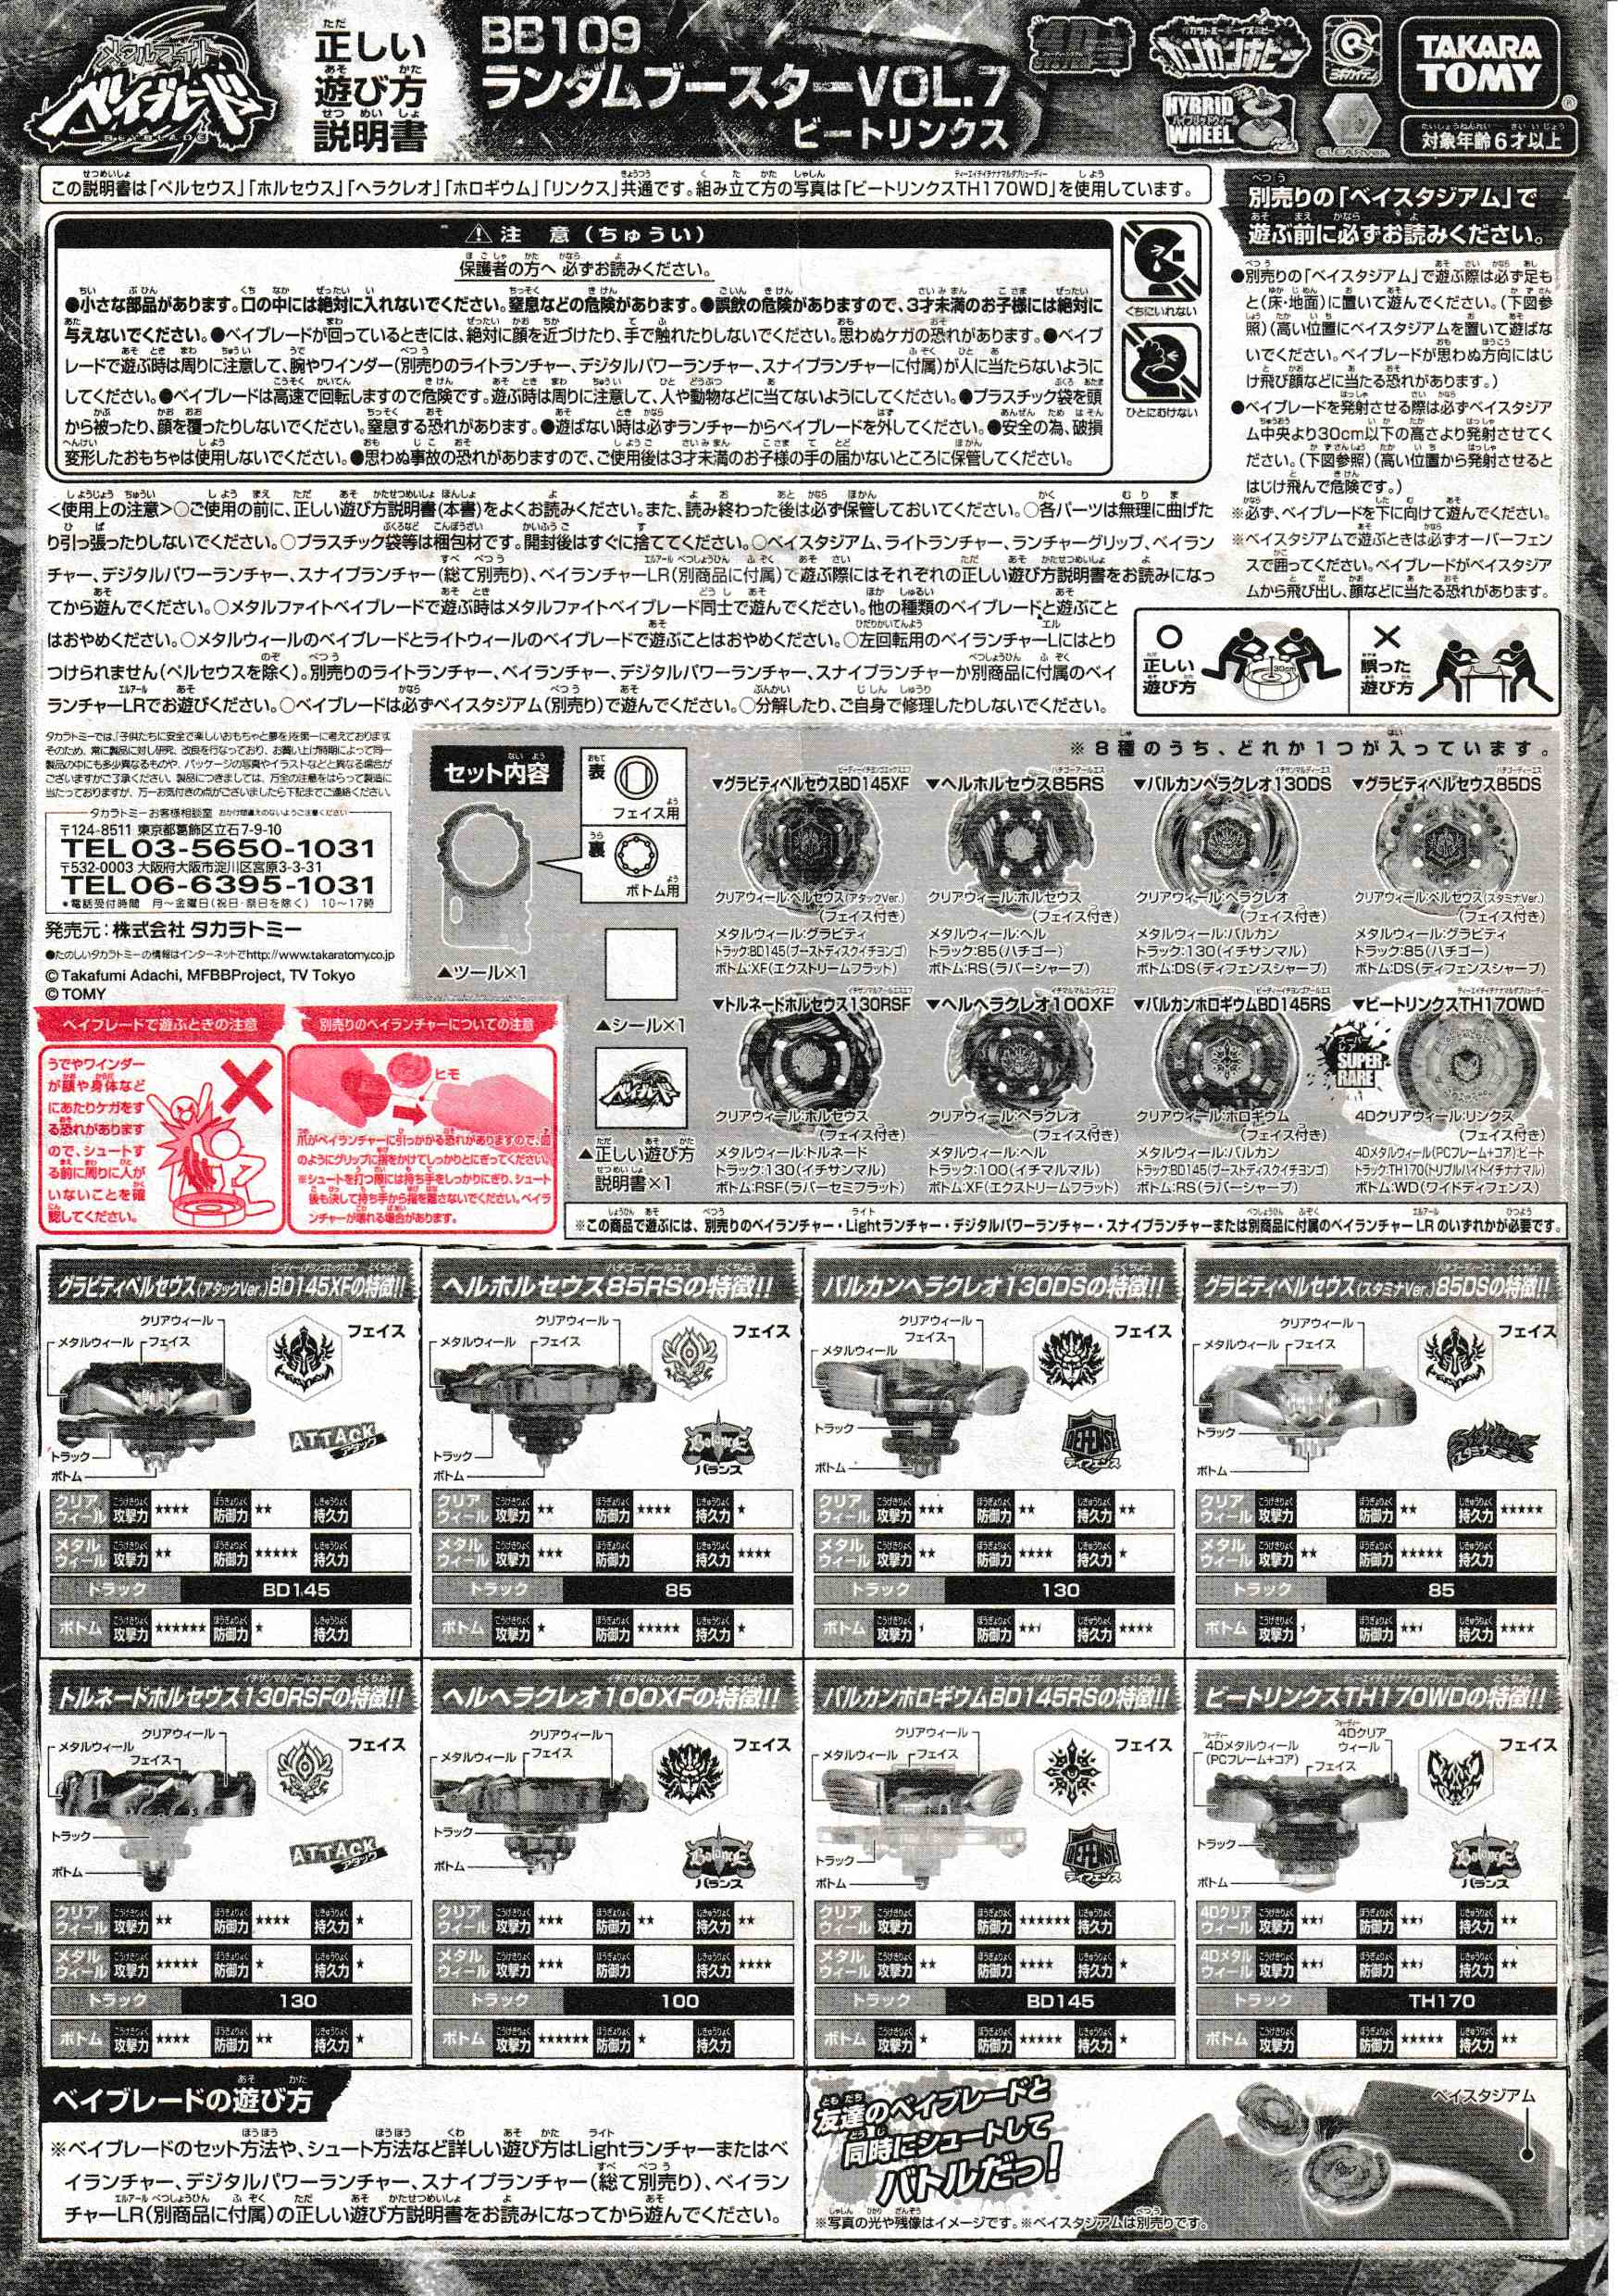 メタルファイト
ベイブレード
BEYBLADE
正しい
遊び方
説明書
BB109
ランダムブースターVOL.7
ビートリンクス
HYBRID
WHEEL
ハイブリッドウィール
CLEAR Ver.
TAKARA
TOMY
対象年齢6才以上
この説明書は「ペルセウス」「ホルセウス」「ヘラクレオ」「ホロギウム」「リンクス」共通です。組み立て方の写真は「ビートリンクスTH170WD」を使用しています。
注 意(ちゅうい)
保護者の方へ 必ずお読みください。
●小さな部品があります。口の中には絶対に入れないでください。窒息などの危険があります。●誤飲の危険がありますので、3才未満のお子様には絶対に
与えないでください。●ベイブレードが回っているときには、絶対に顔を近づけたり、手で触れたりしないでください。思わぬケガの恐れがあります。●ベイブ
レードで遊ぶ時は周りに注意して、腕やワインダー(別売りのライトランチャー、デジタルパワーランチャー、スナイプランチャーに付属)が人に当たらないように
してください。●ベイブレードは高速で回転しますので危険です。遊ぶ時は周りに注意して、人や動物などに当てないようにしてください。●プラスチック袋を頭
から被ったり、顔を覆ったりしないでください。窒息する恐れがあります。●遊ばない時は必ずランチャーからベイブレードを外してください。●安全の為、破損
変形したおもちゃは使用しないでください。●思わぬ事故の恐れがありますので、ご使用後は3才未満のお子様の手の届かないところに保管してください。
くちにいれない
ひとにむけない
<使用上の注意>○ご使用の前に、正しい遊び方説明書(本書)をよくお読みください。また、読み終わった後は必ず保管しておいてください。○各パーツは無理に曲げた
り引っ張ったりしないでください。○プラスチック袋等は梱包材です。開封後はすぐに捨ててください。○ベイスタジアム、ライトランチャー、ランチャーグリップ、ベイラン
チャー、デジタルパワーランチャー、スナイプランチャー(総て別売り)、ベイランチャーLR(別商品に付属)で遊ぶ際にはそれぞれの正しい遊び方説明書をお読みになっ
てから遊んでください。○メタルファイトベイブレードで遊ぶ時はメタルファイトベイブレード同士で遊んでください。他の種類のベイブレードと遊ぶこと
はおやめください。○メタルウィールのベイブレードとライトウィールのベイブレードで遊ぶことはおやめください。○左回転用のベイランチャーLにはとり
つけられません(ペルセウスを除く)。別売りのライトランチャー、ベイランチャー、デジタルパワーランチャー、スナイプランチャーか別商品に付属のベイ
ランチャーLRでお遊びください。○ベイブレードは必ずベイスタジアム(別売り)で遊んでください。○分解したり、ご自身で修理したりしないでください。
別売りの「ベイスタジアム」で
遊ぶ前に必ずお読みください。
●別売りの「ベイスタジアム」で遊ぶ際は必ず足も
と(床・地面)に置いて遊んでください。(下図参
照)(高い位置にベイスタジアムを置いて遊ばな
いでください。ベイブレードが思わぬ方向にはじ
け飛び顔などに当たる恐れがあります。)
●ベイブレードを発射させる際は必ずベイスタジア
ム中央より30cm以下の高さより発射させてく
ださい。(下図参照)(高い位置から発射させると
はじけ飛んで危険です。)
※必ず、ベイブレードを下に向けて遊んでください。
※ベイスタジアムで遊ぶときは必ずオーバーフェン
スで囲ってください。ベイブレードがベイスタジア
ムから飛び出し、顔などに当たる恐れがあります。
○
正しい
遊び方
30cm
×
誤った
遊び方
タカラトミーでは、「子供たちに安全で楽しいおもちゃと夢を」を第一に考えております。
そのため、常に製品に対し研究、改良を行なっており、お買い上げ時期によって同一
製品の中にも多少異なるものや、パッケージの写真やイラストなどと異なる場合が
ございますがご了承ください。製品につきましては、万全の注意をはらって製造に
当たっておりますが、万一お気付きの点がございましたら下記までご連絡ください。
タカラトミーお客様相談室 おかけ間違えのないようご注意ください
〒124-8511 東京都葛飾区立石7-9-10
TEL 03-5650-1031
〒532-0003 大阪府大阪市淀川区宮原3-3-31
TEL 06-6395-1031
*電話受付時間 月〜金曜日(祝日・祭日を除く) 10〜17時
発売元:株式会社 タカラトミー
●たのしいタカラトミーの情報はインターネットでhttp://www.takaratomy.co.jp
© Takafumi Adachi, MFBBProject, TV Tokyo
© TOMY
セット内容
表
フェイス用
裏
ボトム用
▲ツール×1
▲シール×1
▲正しい遊び方
説明書×1
※8種のうち、どれか1つが入っています。
▼グラビティペルセウスBD145XF
クリアウィール:ペルセウス(アタックVer.)
(フェイス付き)
メタルウィール:グラビティ
トラック:BD145(ブーストディスクイチヨンゴ)
ボトム:XF(エクストリームフラット)
▼ヘルホルセウス85RS
クリアウィール:ホルセウス
(フェイス付き)
メタルウィール:ヘル
トラック:85(ハチゴー)
ボトム:RS(ラバーシャープ)
▼バルカンヘラクレオ130DS
クリアウィール:ヘラクレオ
(フェイス付き)
メタルウィール:バルカン
トラック:130(イチサンマル)
ボトム:DS(ディフェンスシャープ)
▼グラビティペルセウス85DS
クリアウィール:ペルセウス(スタミナVer.)
(フェイス付き)
メタルウィール:グラビティ
トラック:85(ハチゴー)
ボトム:DS(ディフェンスシャープ)
▼トルネードホルセウス130RSF
クリアウィール:ホルセウス
(フェイス付き)
メタルウィール:トルネード
トラック:130(イチサンマル)
ボトム:RSF(ラバーセミフラット)
▼ヘルヘラクレオ100XF
クリアウィール:ヘラクレオ
(フェイス付き)
メタルウィール:ヘル
トラック:100(イチマルマル)
ボトム:XF(エクストリームフラット)
▼バルカンホロギウムBD145RS
クリアウィール:ホロギウム
(フェイス付き)
メタルウィール:バルカン
トラック:BD145(ブーストディスクイチヨンゴ)
ボトム:RS(ラバーシャープ)
▼ビートリンクスTH170WD
スーパーレア
SUPER
RARE
4Dクリアウィール:リンクス
(フェイス付き)
4Dメタルウィール(PCフレーム+コア):ビート
トラック:TH170(トリプルハイトイチナナマル)
ボトム:WD(ワイドディフェンス)
※この商品で遊ぶには、別売りのベイランチャー・Lightランチャー・デジタルパワーランチャー・スナイプランチャーまたは別商品に付属のベイランチャーLRのいずれかが必要です。
ベイブレードで遊ぶときの注意
うでやワインダー
が顔や身体など
にあたりケガをす
る恐れがあります
ので、シュートす
る前に周りに人が
いないことを確
認してください。
別売りのベイランチャーについての注意
ヒモ
爪がベイランチャーに引っかかる恐れがありますので、図
のようにグリップに指をかけてしっかりとにぎってください。
※シュートを打つ際には持ち手をしっかりにぎり、シュート
後も決して持ち手から指を離さないでください。ベイラ
ンチャーが壊れる場合があります。
グラビティペルセウス(アタックVer.)BD145XFの特徴!!
クリアウィール
メタルウィール フェイス
フェイス
トラック
ボトム
ATTACK
アタック
クリアウィール 攻撃力 ★★★★ 防御力 ★★ 持久力
メタルウィール 攻撃力 ★★ 防御力 ★★★★★ 持久力
トラック BD145
ボトム 攻撃力 ★★★★★★ 防御力 ★ 持久力
ヘルホルセウス85RSの特徴!!
クリアウィール
メタルウィール フェイス
フェイス
トラック
ボトム
Balance
バランス
クリアウィール 攻撃力 ★★ 防御力 ★★★★ 持久力 ★
メタルウィール 攻撃力 ★★★ 防御力 持久力 ★★★★
トラック 85
ボトム 攻撃力 ★ 防御力 ★★★★★ 持久力 ★
バルカンヘラクレオ130DSの特徴!!
クリアウィール
フェイス
メタルウィール
フェイス
トラック
ボトム
DEFENSE
ディフェンス
クリアウィール 攻撃力 ★★★ 防御力 ★★ 持久力 ★★
メタルウィール 攻撃力 ★★ 防御力 ★★★★ 持久力 ★
トラック 130
ボトム 攻撃力 防御力 ★★ 持久力 ★★★★
グラビティペルセウス(スタミナVer.)85DSの特徴!!
クリアウィール
メタルウィール フェイス
フェイス
トラック
ボトム
スタミナ
クリアウィール 攻撃力 防御力 ★★ 持久力 ★★★★★
メタルウィール 攻撃力 ★★ 防御力 ★★★★★ 持久力
トラック 85
ボトム 攻撃力 防御力 ★★ 持久力 ★★★★
トルネードホルセウス130RSFの特徴!!
クリアウィール
メタルウィール
フェイス
フェイス
トラック
ボトム
ATTACK
アタック
クリアウィール 攻撃力 ★★ 防御力 ★★★★ 持久力 ★
メタルウィール 攻撃力 ★★★★★ 防御力 ★ 持久力 ★
トラック 130
ボトム 攻撃力 ★★★★ 防御力 ★★ 持久力 ★
ヘルヘラクレオ100XFの特徴!!
クリアウィール
メタルウィール フェイス
フェイス
トラック
ボトム
Balance
バランス
クリアウィール 攻撃力 ★★★ 防御力 ★★ 持久力 ★★
メタルウィール 攻撃力 ★★★ 防御力 持久力 ★★★★
トラック 100
ボトム 攻撃力 ★★★★★★ 防御力 ★ 持久力
バルカンホロギウムBD145RSの特徴!!
クリアウィール
メタルウィール フェイス
フェイス
トラック
ボトム
DEFENSE
ディフェンス
クリアウィール 攻撃力 防御力 ★★★★★★ 持久力 ★
メタルウィール 攻撃力 ★★ 防御力 ★★★★ 持久力 ★
トラック BD145
ボトム 攻撃力 ★ 防御力 ★★★★★ 持久力 ★
ビートリンクスTH170WDの特徴!!
4Dメタルウィール
(PCフレーム+コア)
4Dクリア
ウィール
フェイス
フェイス
トラック
ボトム
Balance
バランス
4Dクリアウィール 攻撃力 ★★ 防御力 ★★ 持久力 ★★
4Dメタルウィール 攻撃力 ★★ 防御力 ★★ 持久力 ★★
トラック TH170
ボトム 攻撃力 防御力 ★★★★★ 持久力 ★★
ベイブレードの遊び方
※ベイブレードのセット方法や、シュート方法など詳しい遊び方はLightランチャーまたはベ
イランチャー、デジタルパワーランチャー、スナイプランチャー(総て別売り)、ベイラン
チャーLR(別商品に付属)の正しい遊び方説明書をお読みになってから遊んでください。
友達のベイブレードと
同時にシュートして
バトルだっ!
ベイスタジアム
※写真の光や残像はイメージです。※ベイスタジアムは別売りです。